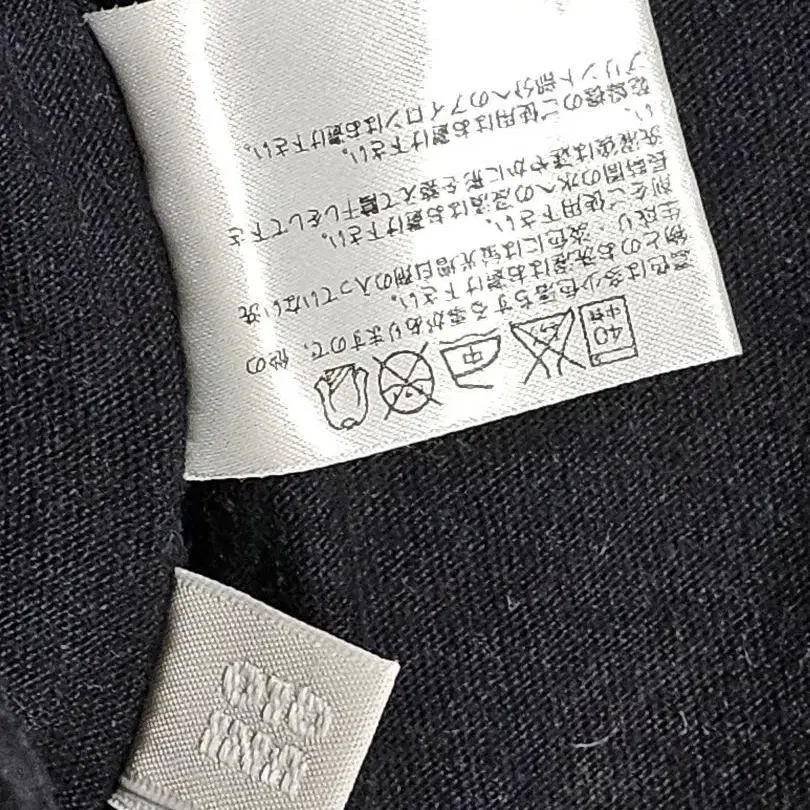 40
中性
中
濃色は多少色落ちする事がありますので、他の
物とのお洗濯はお避け下さい。
生成り、淡色には蛍光増白剤の入っていない洗
剤をご使用下さい。
長時間の水への浸漬はお避け下さい。
洗濯後は速やかに形を整えて陰干しをして下さ
い。
乾燥機のご使用はお避け下さい。
プリント部分へのアイロンはお避け下さい。